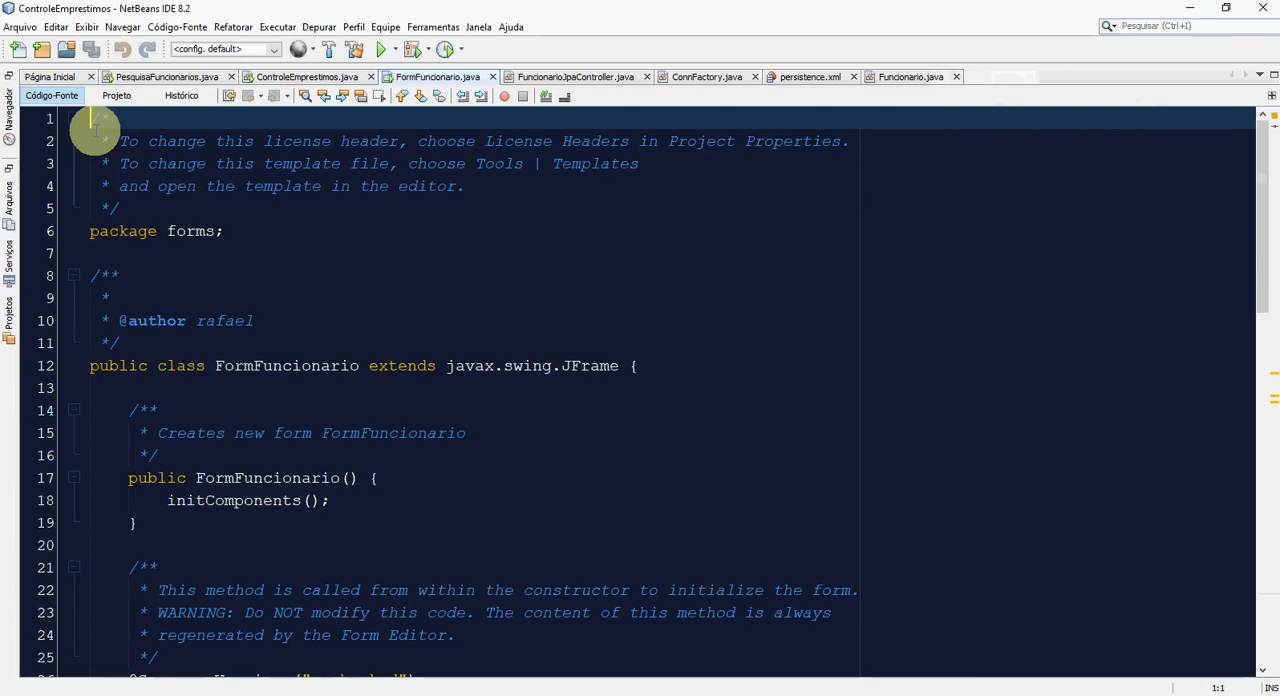 ControleEmprestimos - NetBeans IDE 8.2
Arquivo Editar Exibir Navegar Código-Fonte Refatorar Executar Depurar Perfil Equipe Ferramentas Janela Ajuda
Pesquisar (Ctrl+I)
<config. default>
Página Inicial PesquisaFuncionarios.java ControleEmprestimos.java FormFuncionario.java FuncionarioJpaController.java ConnFactory.java persistence.xml Funcionario.java
Código-Fonte Projeto Histórico
Navegador
Arquivos
Serviços
Projetos
1 /*
2 * To change this license header, choose License Headers in Project Properties.
3 * To change this template file, choose Tools | Templates
4 * and open the template in the editor.
5 */
6 package forms;
7
8 /**
9 *
10 * @author rafael
11 */
12 public class FormFuncionario extends javax.swing.JFrame {
13
14 /**
15 * Creates new form FormFuncionario
16 */
17 public FormFuncionario() {
18 initComponents();
19 }
20
21 /**
22 * This method is called from within the constructor to initialize the form.
23 * WARNING: Do NOT modify this code. The content of this method is always
24 * regenerated by the Form Editor.
25 */
1:1 INS